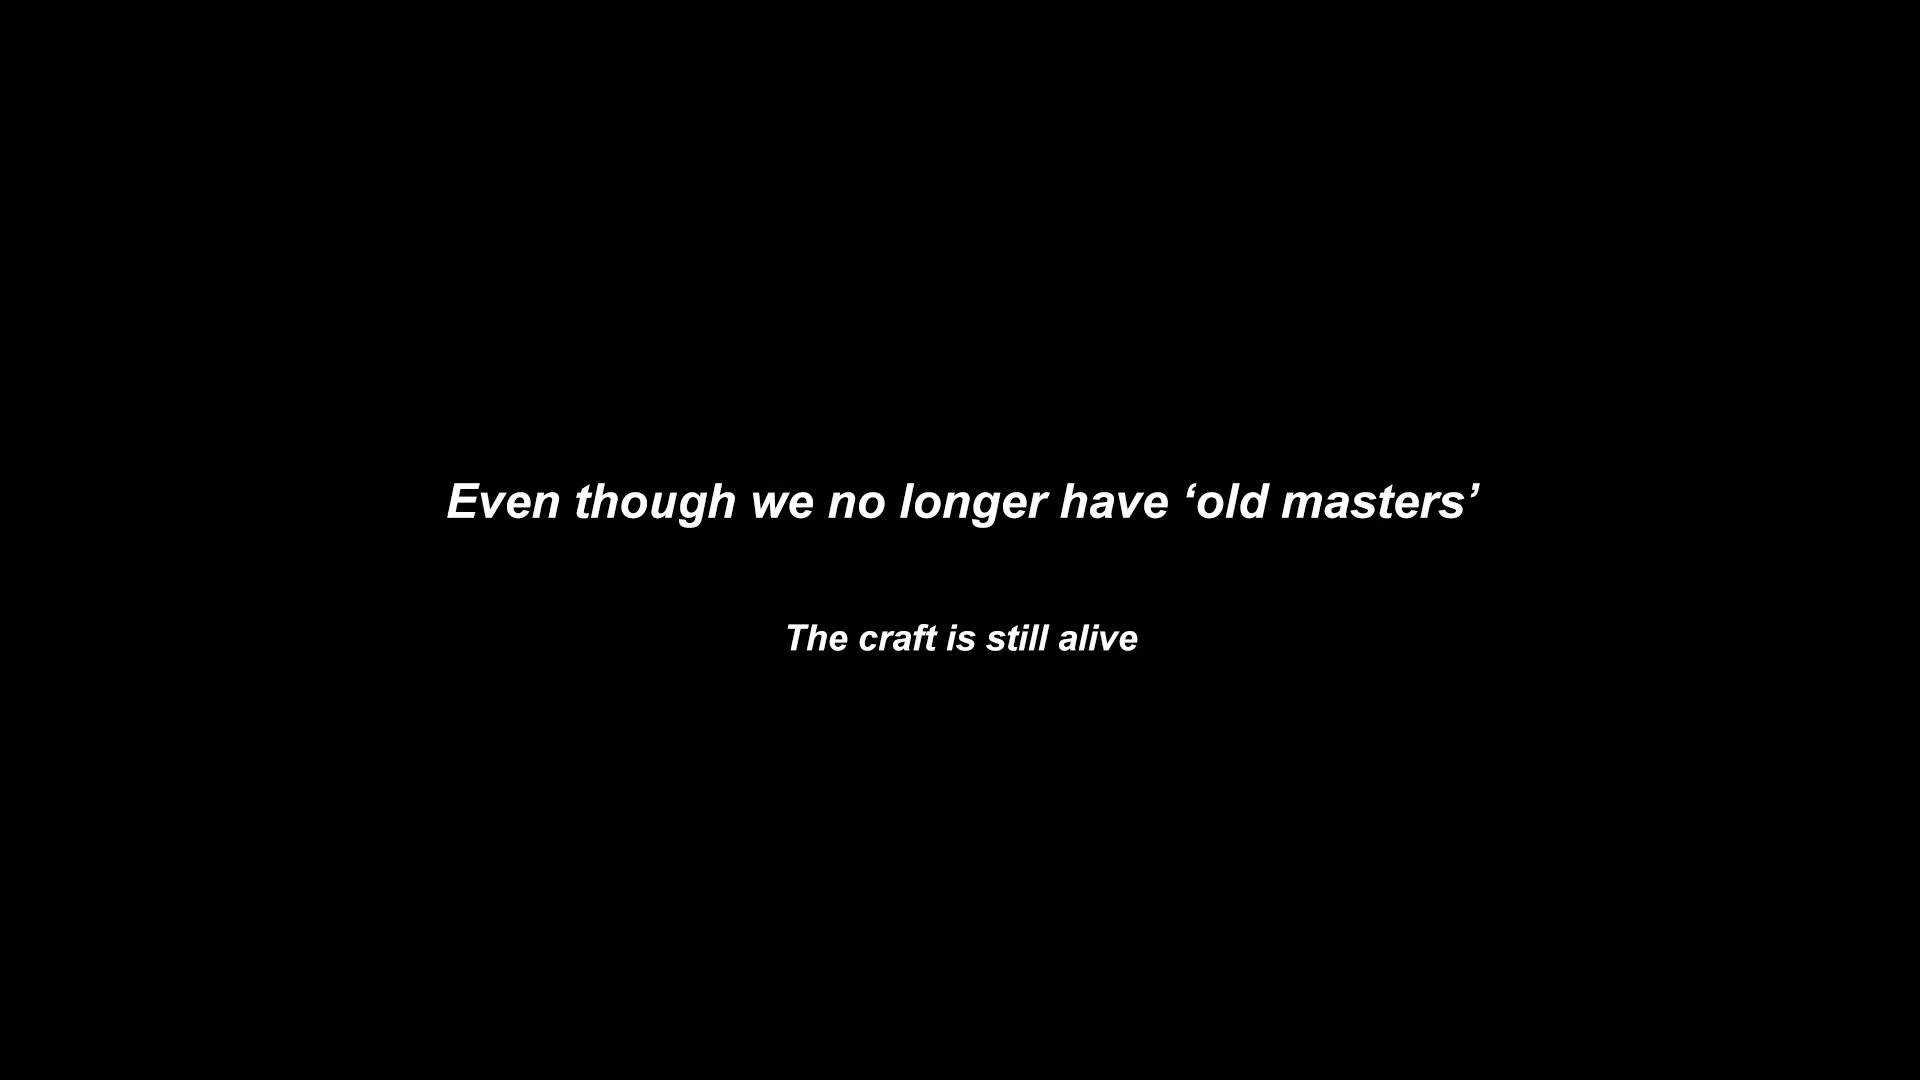 Even though we no longer have ‘old masters’
The craft is still alive